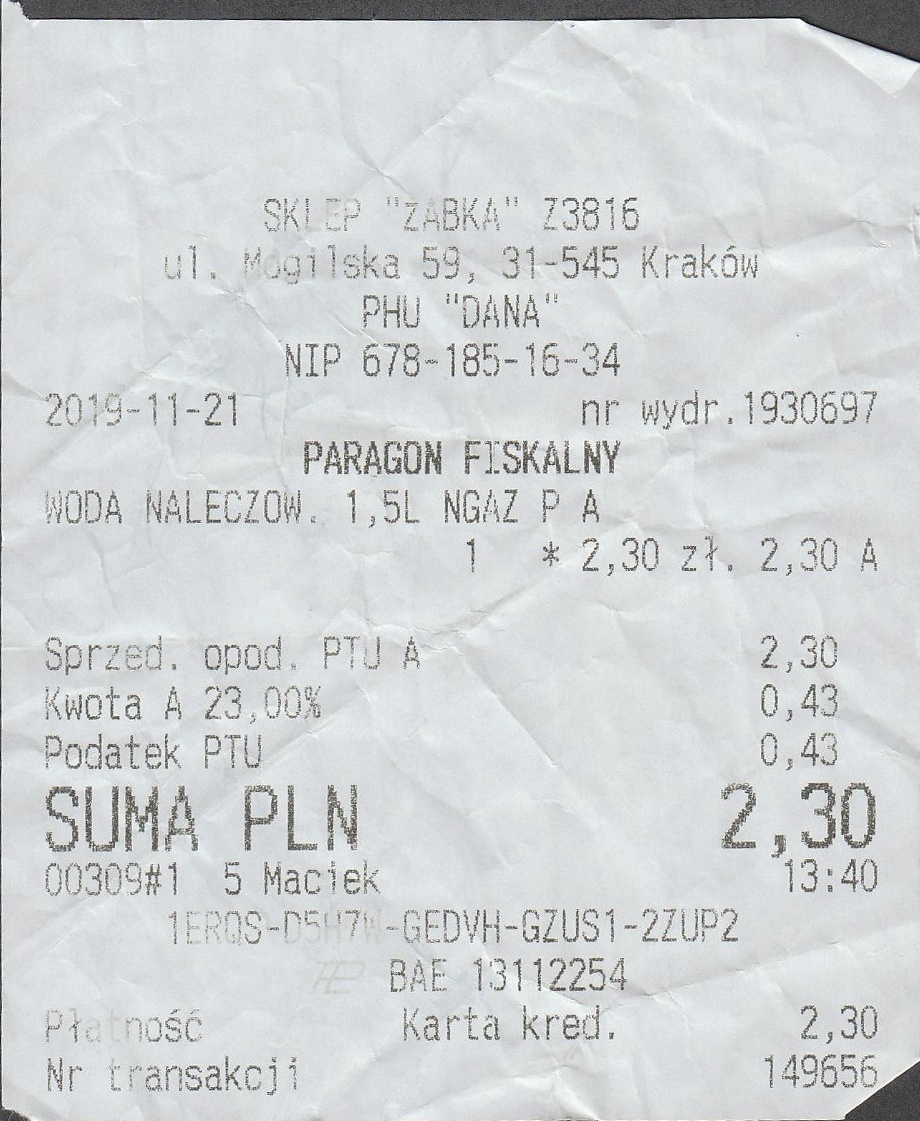 SKLEP "ZABKA" Z3816
ul. Mogilska 59, 31-545 Kraków
PHU "DANA"
NIP 678-185-16-34
2019-11-21 nr wydr.1930697
PARAGON FISKALNY
WODA NALECZOW. 1,5L NGAZ P A
1 * 2,30 zł. 2,30 A
Sprzed. opod. PTU A 2,30
Kwota A 23,00% 0,43
Podatek PTU 0,43
SUMA PLN 2,30
00309#1 5 Maciek 13:40
1ERQS-D5H7W-GEDVH-GZUS1-2ZUP2
BAE 13112254
Płatność Karta kred. 2,30
Nr transakcji 149656